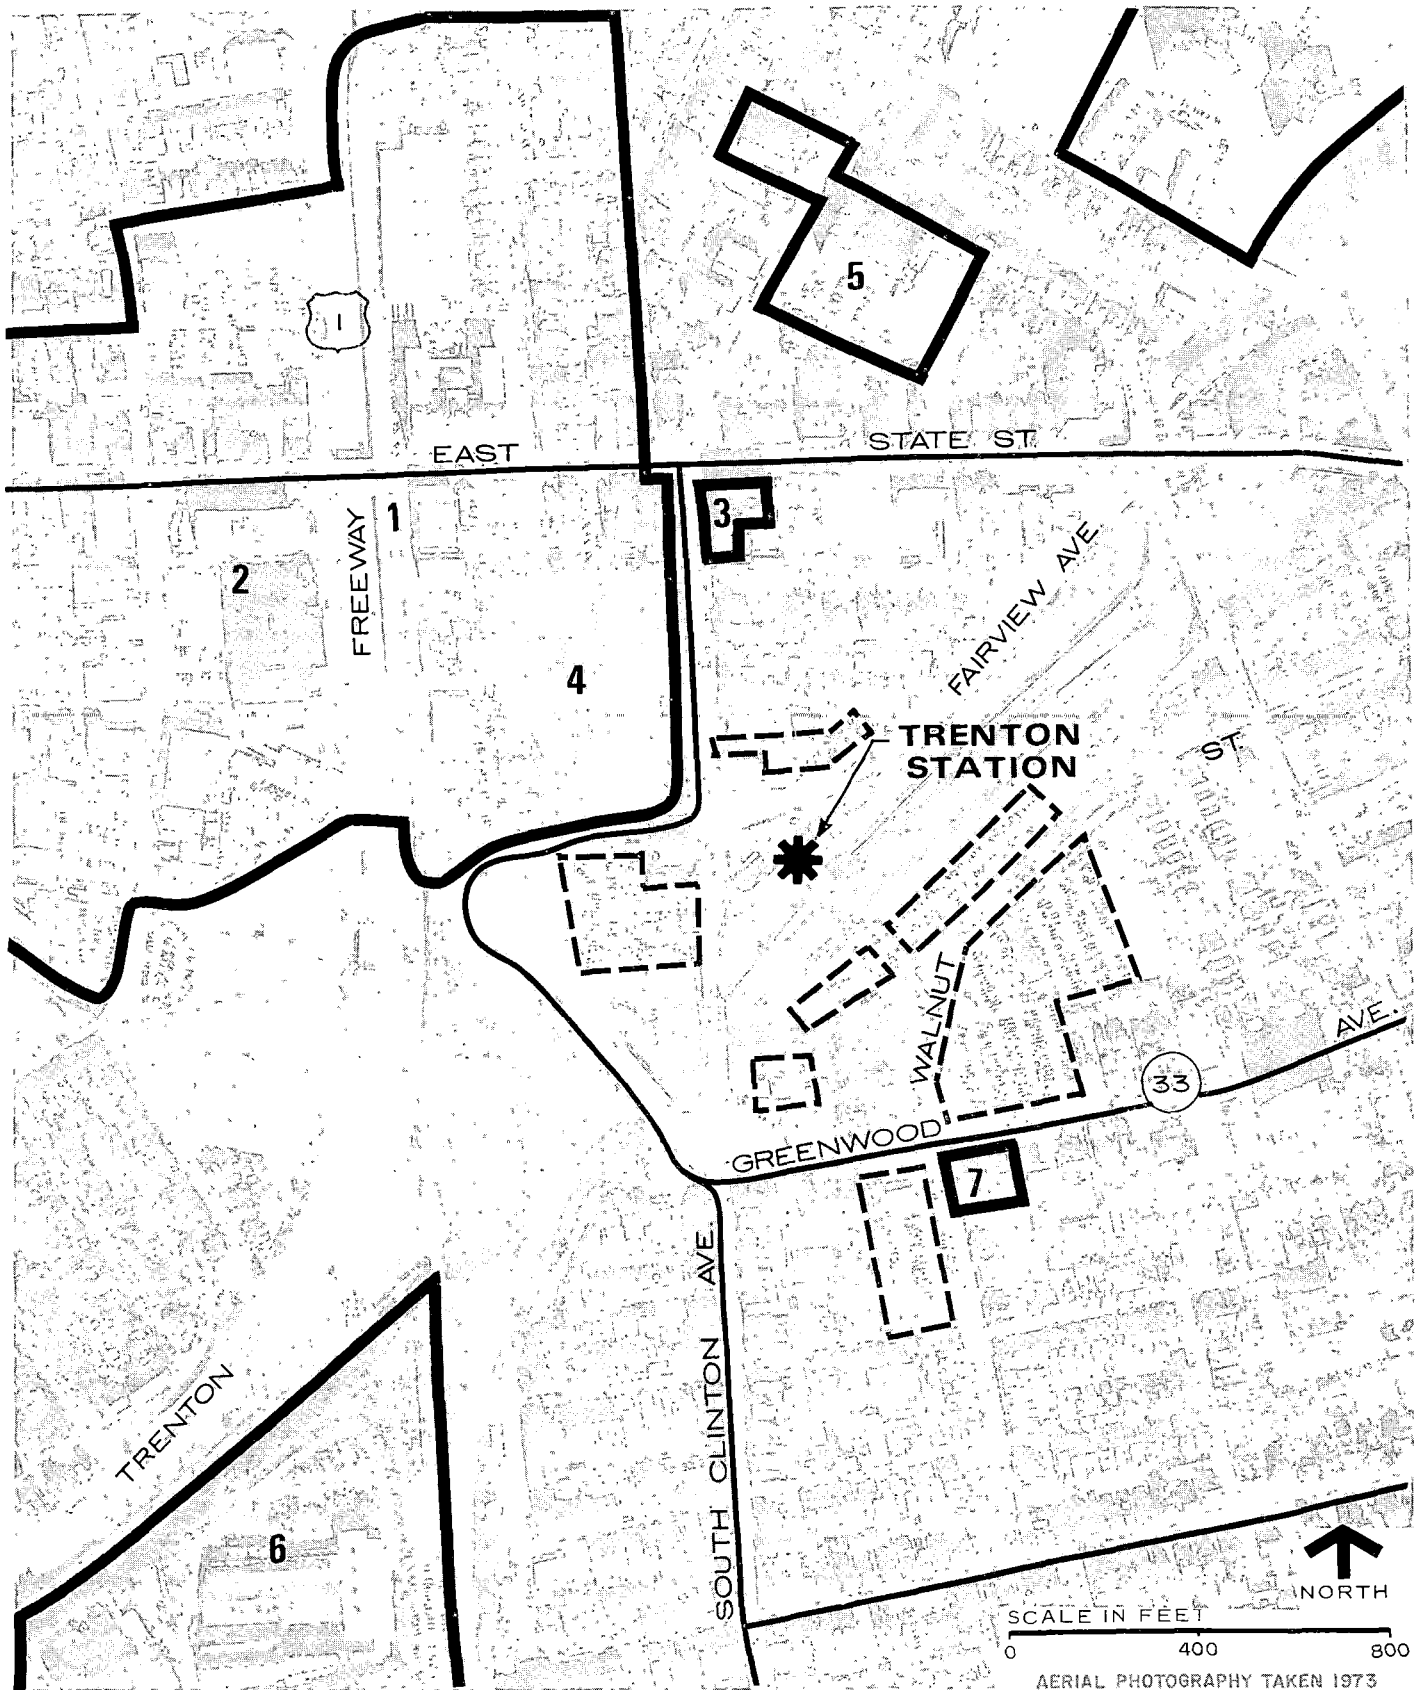 5
1
EAST
STATE ST.
1
3
2
FREEWAY
FAIRVIEW AVE.
4
TRENTON
STATION
ST.
WALNUT
AVE.
33
GREENWOOD
7
SOUTH CLINTON AVE.
TRENTON
6
NORTH
SCALE IN FEET
0 400 800
AERIAL PHOTOGRAPHY TAKEN 1973